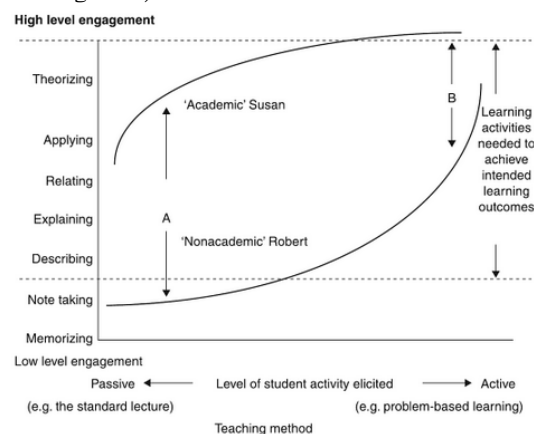 High level engagement
Theorizing
'Academic' Susan
B
Applying
Learning
activities
needed to
achieve
intended
learning
outcomes
Relating
Explaining
A
'Nonacademic' Robert
Describing
Note taking
Memorizing
Low level engagement
Passive Level of student activity elicited Active
(e.g. the standard lecture) (e.g. problem-based learning)
Teaching method